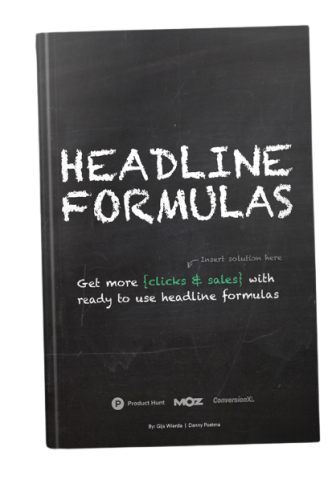 HEADLINE
FORMULAS
Insert solution here
Get more {clicks & sales} with
ready to use headline formulas
Product Hunt MOZ ConversionXL
By: Gijs Wierda | Danny Postma